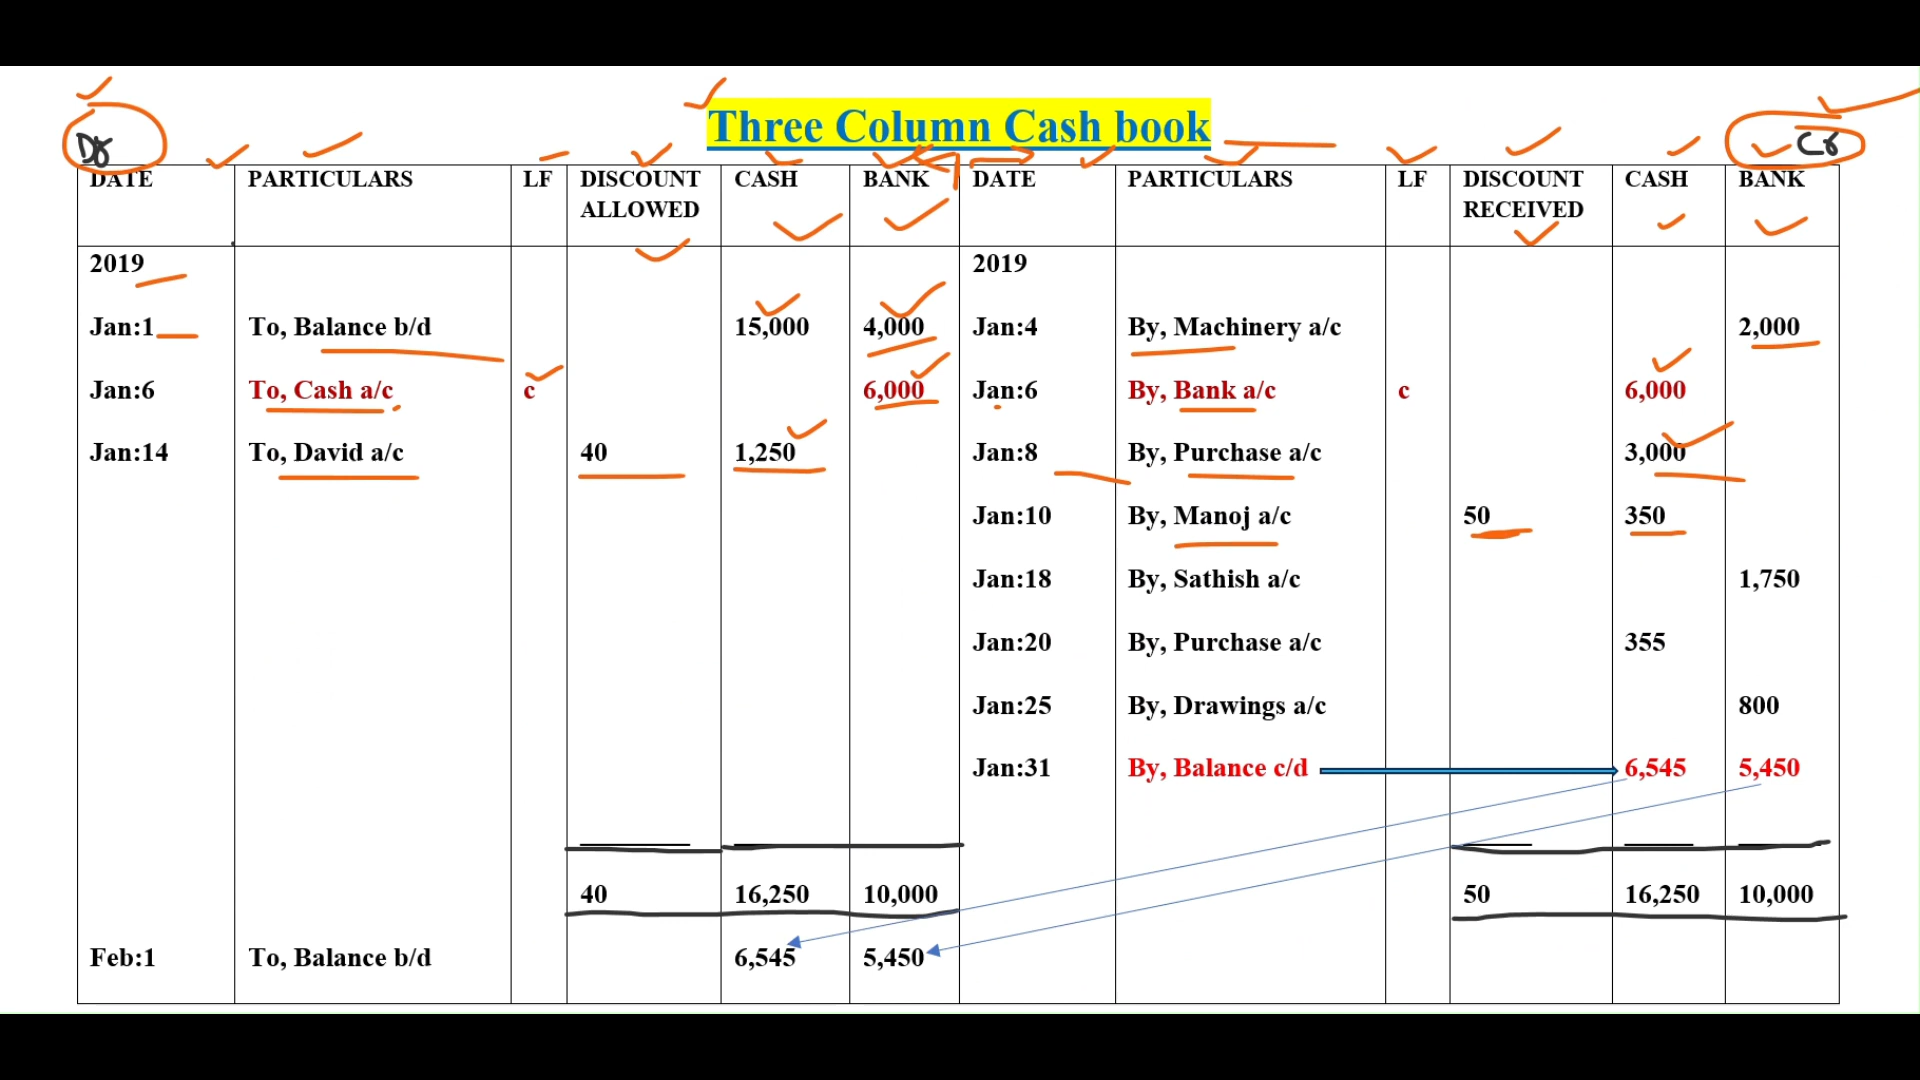 Three Column Cash book
Dr
Cr
DATE PARTICULARS LF DISCOUNT ALLOWED CASH BANK DATE PARTICULARS LF DISCOUNT RECEIVED CASH BANK
2019 2019
Jan:1 To, Balance b/d 15,000 4,000 Jan:4 By, Machinery a/c 2,000
Jan:6 To, Cash a/c c 6,000 Jan:6 By, Bank a/c c 6,000
Jan:14 To, David a/c 40 1,250 Jan:8 By, Purchase a/c 3,000
Jan:10 By, Manoj a/c 50 350
Jan:18 By, Sathish a/c 1,750
Jan:20 By, Purchase a/c 355
Jan:25 By, Drawings a/c 800
Jan:31 By, Balance c/d 6,545 5,450
40 16,250 10,000 50 16,250 10,000
Feb:1 To, Balance b/d 6,545 5,450